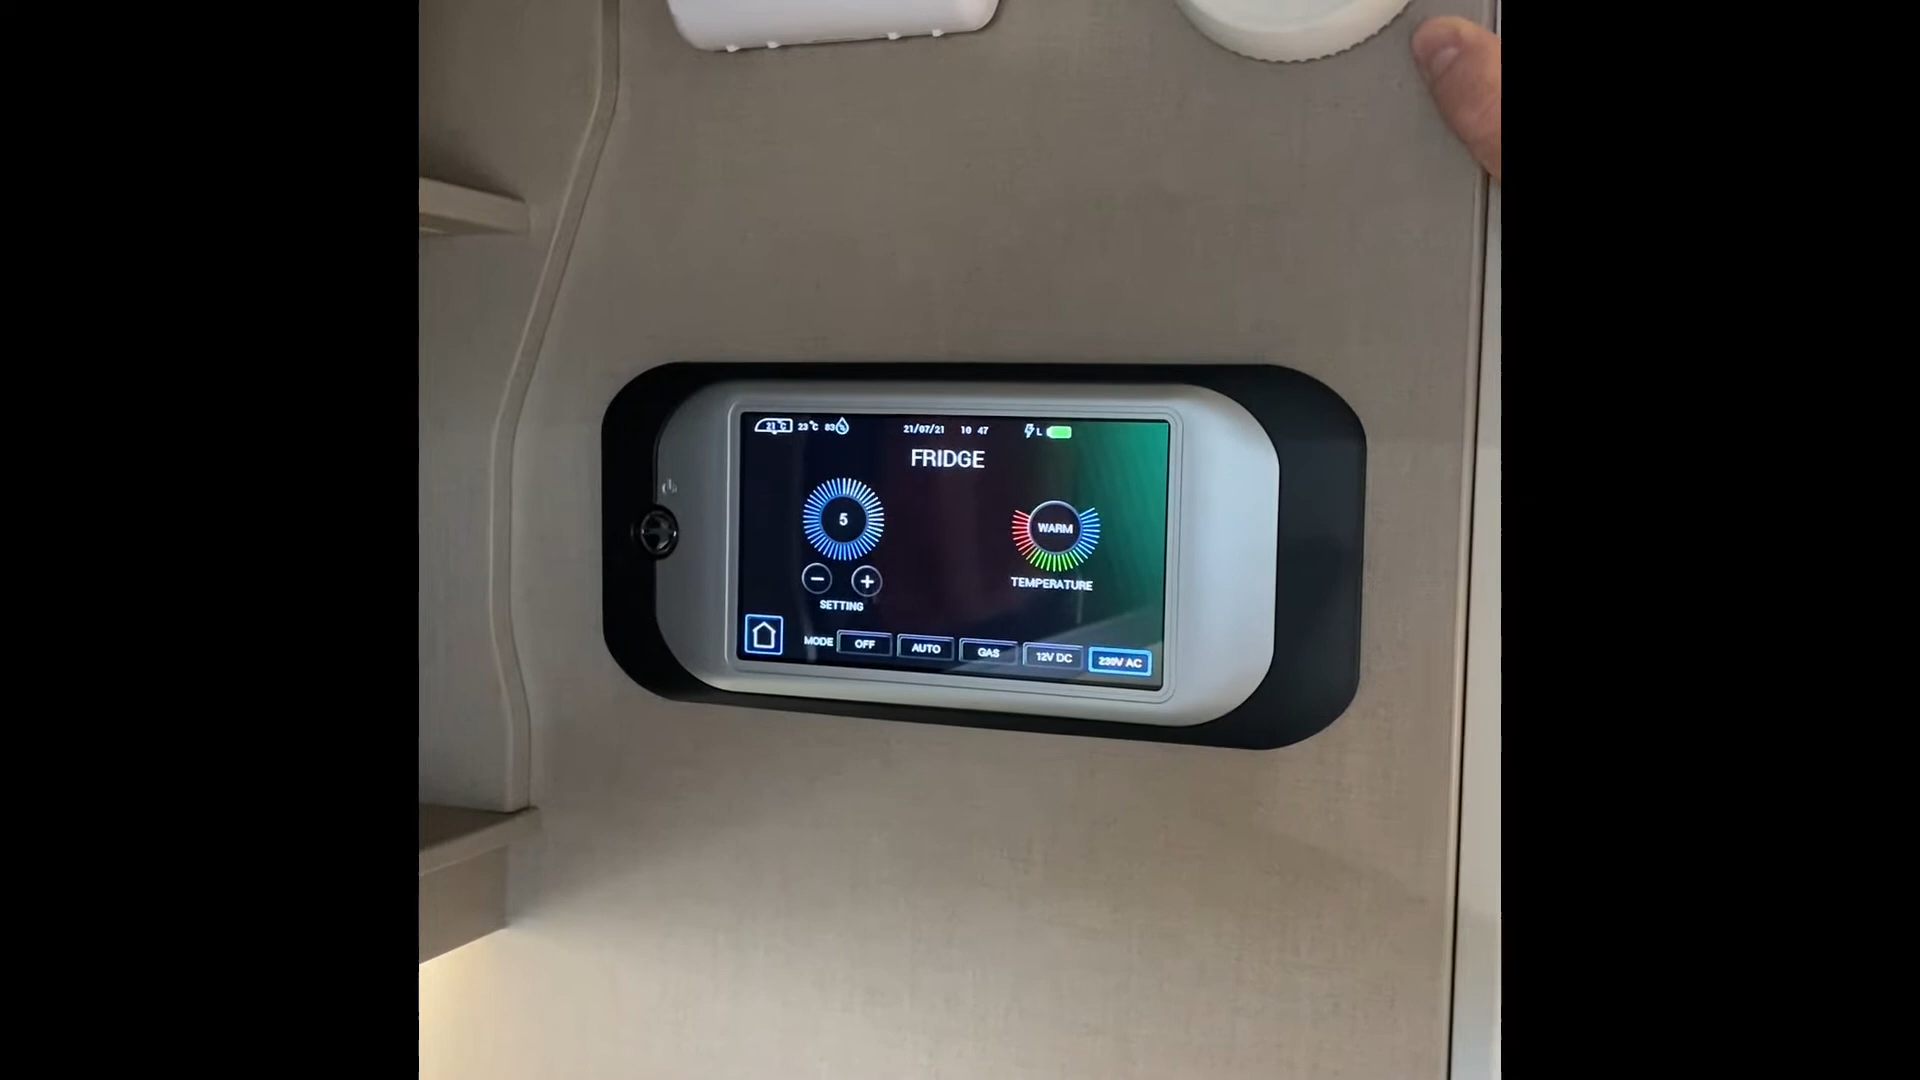 21°C 23°C 83% 21/07/21 10 47 L
FRIDGE
5
WARM
TEMPERATURE
SETTING
MODE OFF AUTO GAS 12V DC 230V AC